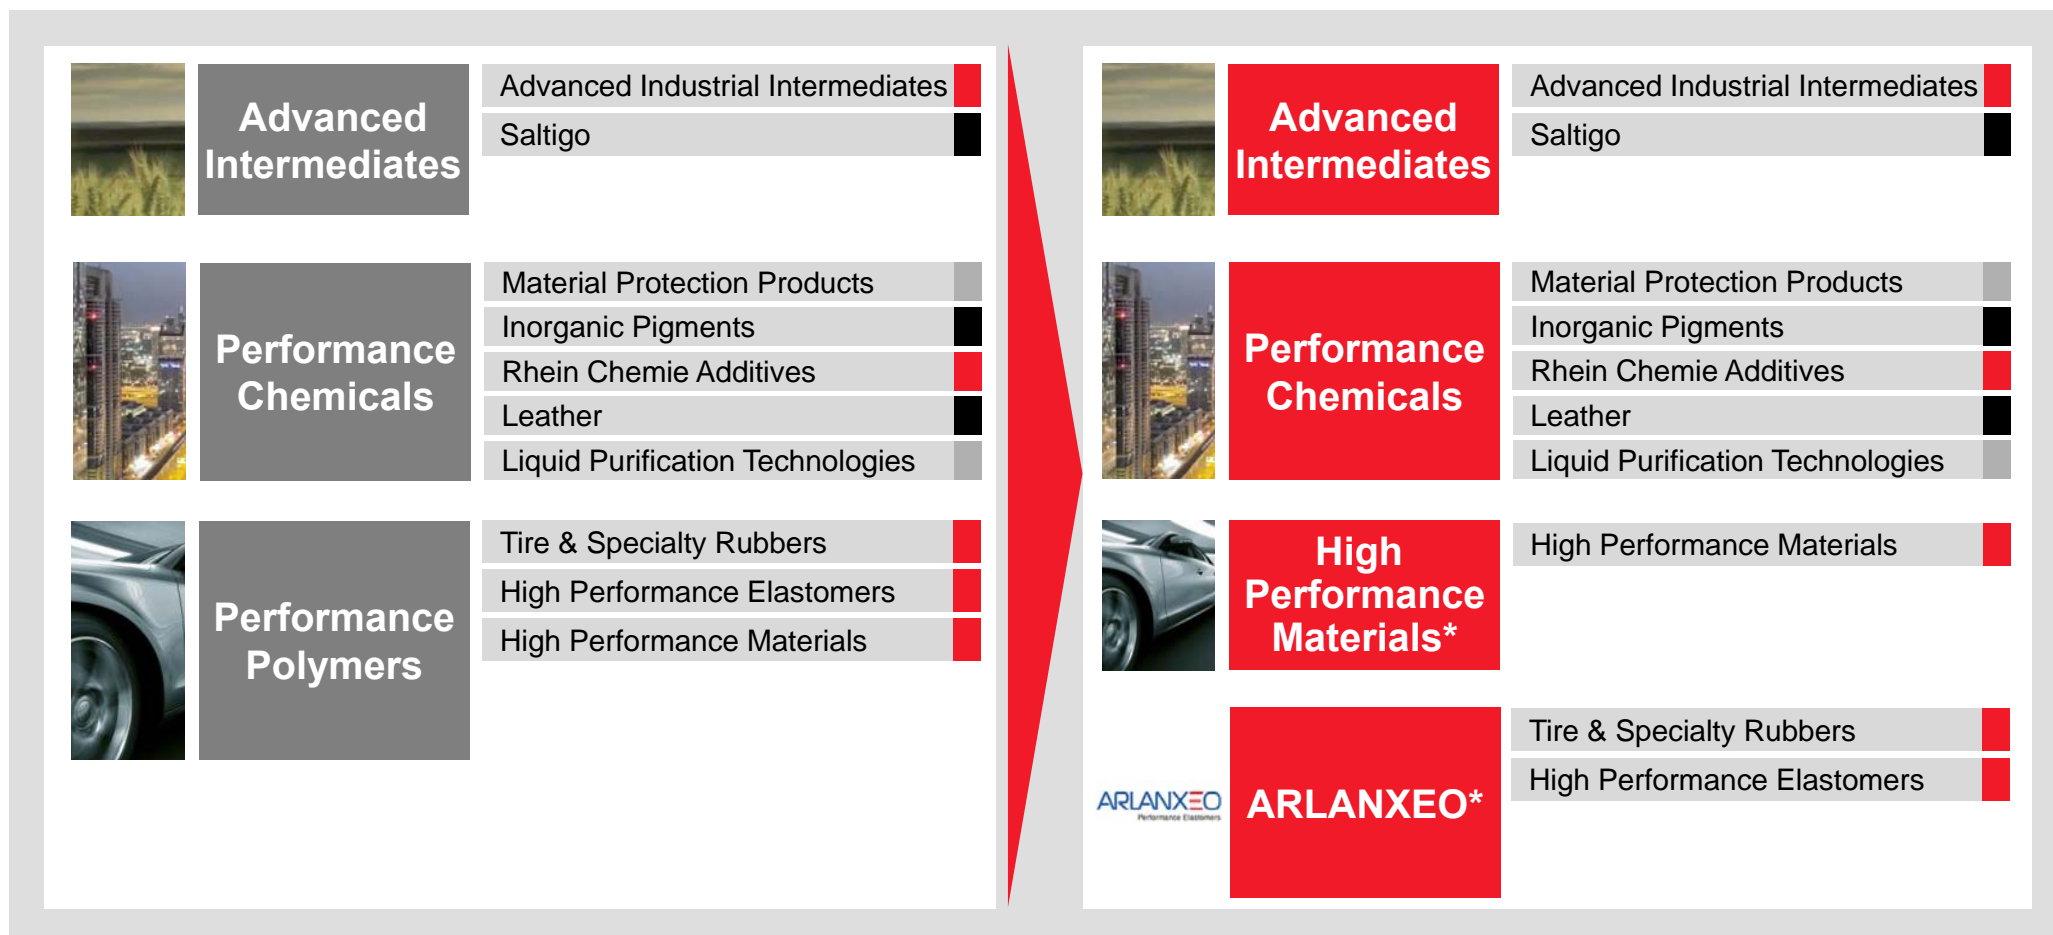 Advanced
Intermediates
Advanced Industrial Intermediates
Saltigo
Performance
Chemicals
Material Protection Products
Inorganic Pigments
Rhein Chemie Additives
Leather
Liquid Purification Technologies
Performance
Polymers
Tire & Specialty Rubbers
High Performance Elastomers
High Performance Materials
Advanced
Intermediates
Advanced Industrial Intermediates
Saltigo
Performance
Chemicals
Material Protection Products
Inorganic Pigments
Rhein Chemie Additives
Leather
Liquid Purification Technologies
High
Performance
Materials*
High Performance Materials
ARLANXEO
Performance Elastomers
ARLANXEO*
Tire & Specialty Rubbers
High Performance Elastomers